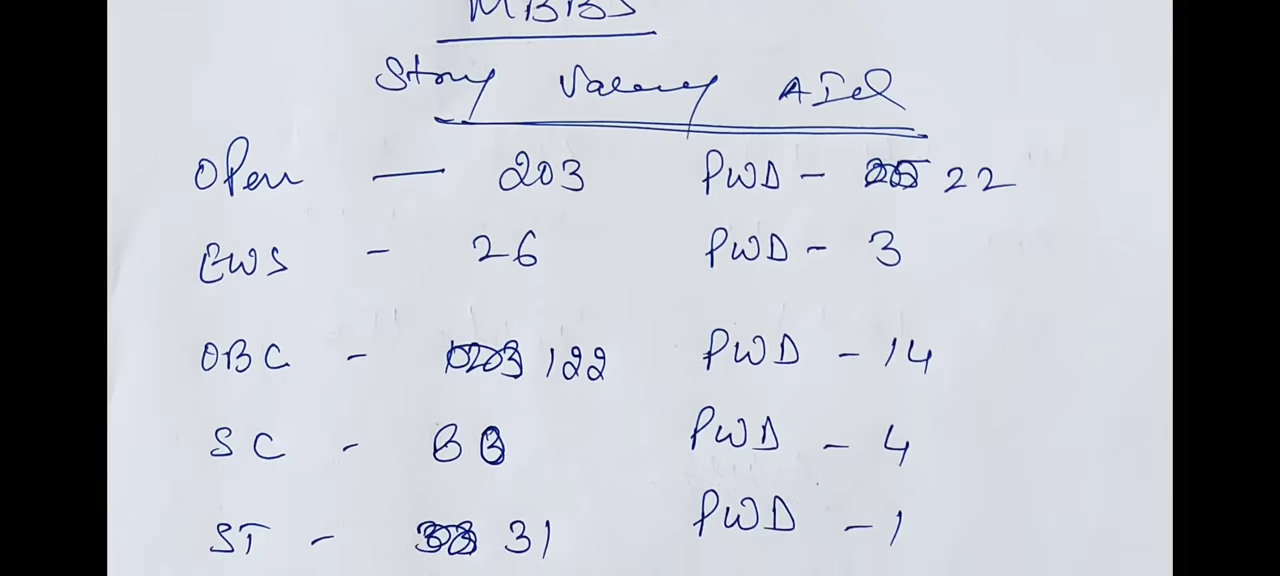 MBBS
Stray Vacancy AIQ
OPen — 203 PWD - 22
EWS - 26 PWD - 3
OBC - 122 PWD - 14
SC - PWD - 4
ST - 31 PWD - 1